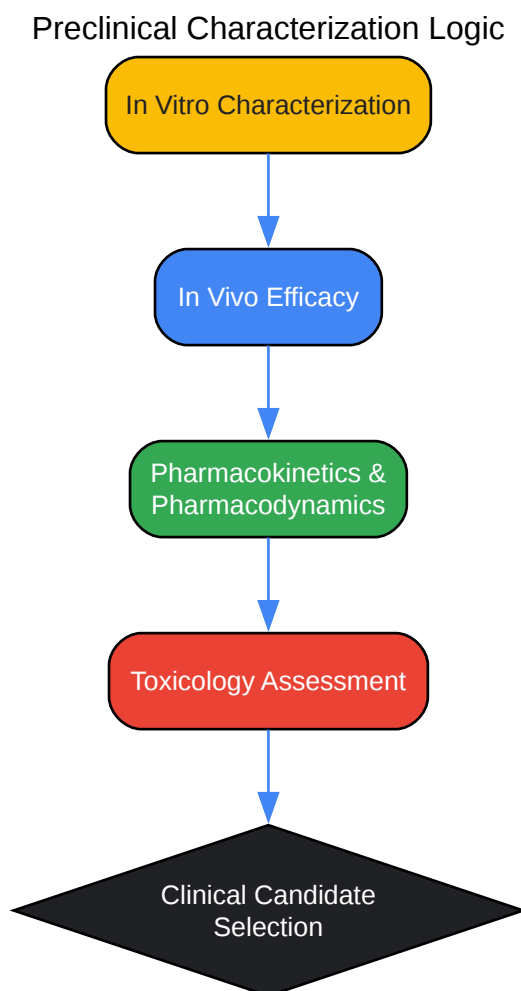 Preclinical Characterization Logic
In Vitro Characterization
In Vivo Efficacy
Pharmacokinetics &
Pharmacodynamics
Toxicology Assessment
Clinical Candidate
Selection